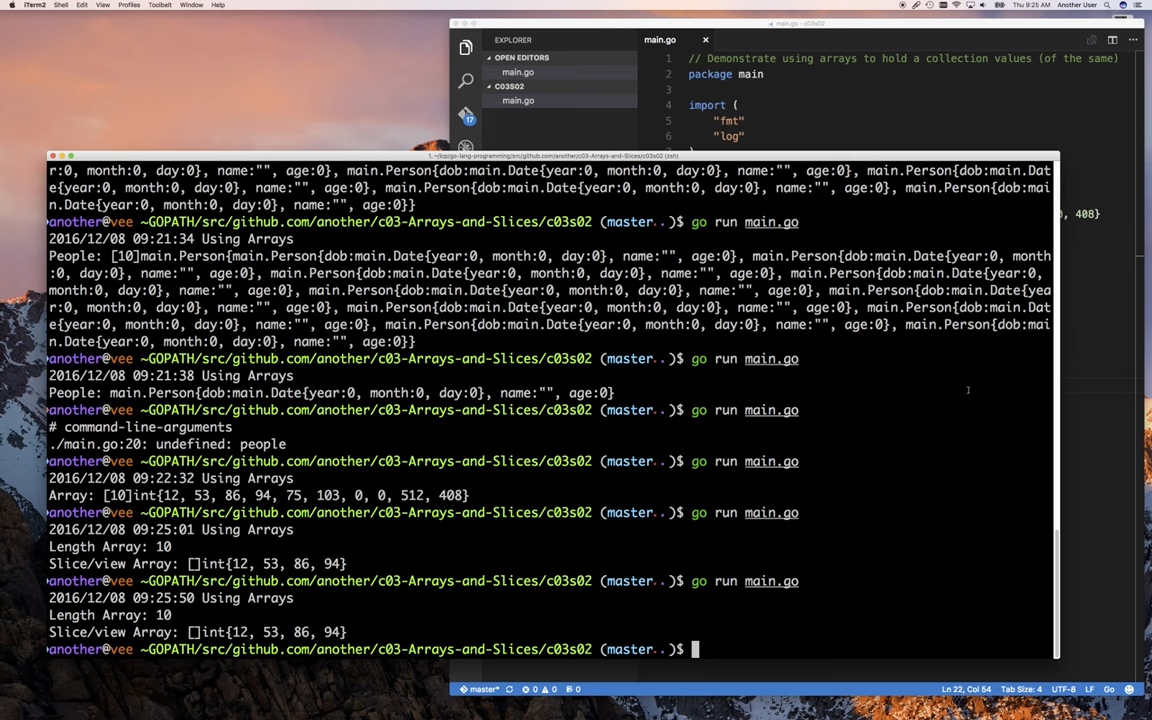 iTerm2 Shell Edit View Profiles Toolbelt Window Help
Thu 9:25 AM Another User
main.go - c03s02
EXPLORER
main.go
OPEN EDITORS
main.go
C03S02
main.go
17
1 // Demonstrate using arrays to hold a collection values (of the same)
2 package main
3
4 import (
5 "fmt"
6 "log"
)
0, 408}
1. ~/lcp/go-lang-programming/src/github.com/another/c03-Arrays-and-Slices/c03s02 (zsh)
r:0, month:0, day:0}, name:"", age:0}, main.Person{dob:main.Date{year:0, month:0, day:0}, name:"", age:0}, main.Person{dob:main.Dat
e{year:0, month:0, day:0}, name:"", age:0}, main.Person{dob:main.Date{year:0, month:0, day:0}, name:"", age:0}, main.Person{dob:mai
n.Date{year:0, month:0, day:0}, name:"", age:0}}
another@vee ~GOPATH/src/github.com/another/c03-Arrays-and-Slices/c03s02 (master..)$ go run main.go
2016/12/08 09:21:34 Using Arrays
People: [10]main.Person{main.Person{dob:main.Date{year:0, month:0, day:0}, name:"", age:0}, main.Person{dob:main.Date{year:0, month
:0, day:0}, name:"", age:0}, main.Person{dob:main.Date{year:0, month:0, day:0}, name:"", age:0}, main.Person{dob:main.Date{year:0,
month:0, day:0}, name:"", age:0}, main.Person{dob:main.Date{year:0, month:0, day:0}, name:"", age:0}, main.Person{dob:main.Date{yea
r:0, month:0, day:0}, name:"", age:0}, main.Person{dob:main.Date{year:0, month:0, day:0}, name:"", age:0}, main.Person{dob:main.Dat
e{year:0, month:0, day:0}, name:"", age:0}, main.Person{dob:main.Date{year:0, month:0, day:0}, name:"", age:0}, main.Person{dob:mai
n.Date{year:0, month:0, day:0}, name:"", age:0}}
another@vee ~GOPATH/src/github.com/another/c03-Arrays-and-Slices/c03s02 (master..)$ go run main.go
2016/12/08 09:21:38 Using Arrays
People: main.Person{dob:main.Date{year:0, month:0, day:0}, name:"", age:0}
another@vee ~GOPATH/src/github.com/another/c03-Arrays-and-Slices/c03s02 (master..)$ go run main.go
# command-line-arguments
./main.go:20: undefined: people
another@vee ~GOPATH/src/github.com/another/c03-Arrays-and-Slices/c03s02 (master..)$ go run main.go
2016/12/08 09:22:32 Using Arrays
Array: [10]int{12, 53, 86, 94, 75, 103, 0, 0, 512, 408}
another@vee ~GOPATH/src/github.com/another/c03-Arrays-and-Slices/c03s02 (master..)$ go run main.go
2016/12/08 09:25:01 Using Arrays
Length Array: 10
Slice/view Array: []int{12, 53, 86, 94}
another@vee ~GOPATH/src/github.com/another/c03-Arrays-and-Slices/c03s02 (master..)$ go run main.go
2016/12/08 09:25:50 Using Arrays
Length Array: 10
Slice/view Array: []int{12, 53, 86, 94}
another@vee ~GOPATH/src/github.com/another/c03-Arrays-and-Slices/c03s02 (master..)$
master* 0 0 0 Ln 22, Col 54 Tab Size: 4 UTF-8 LF Go